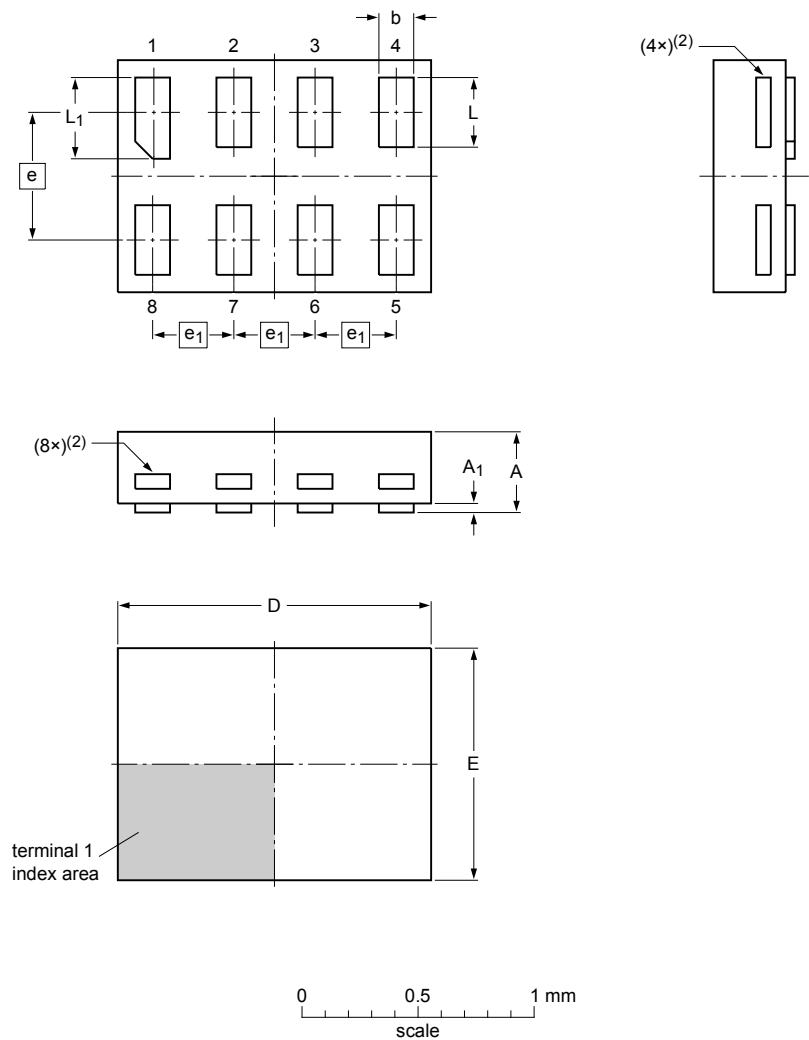 b
1 2 3 4
(4×)(2)
L1
L
e
8 7 6 5
e1 e1 e1
(8×)(2)
A1
A
D
E
terminal 1
index area
0 0.5 1 mm
scale